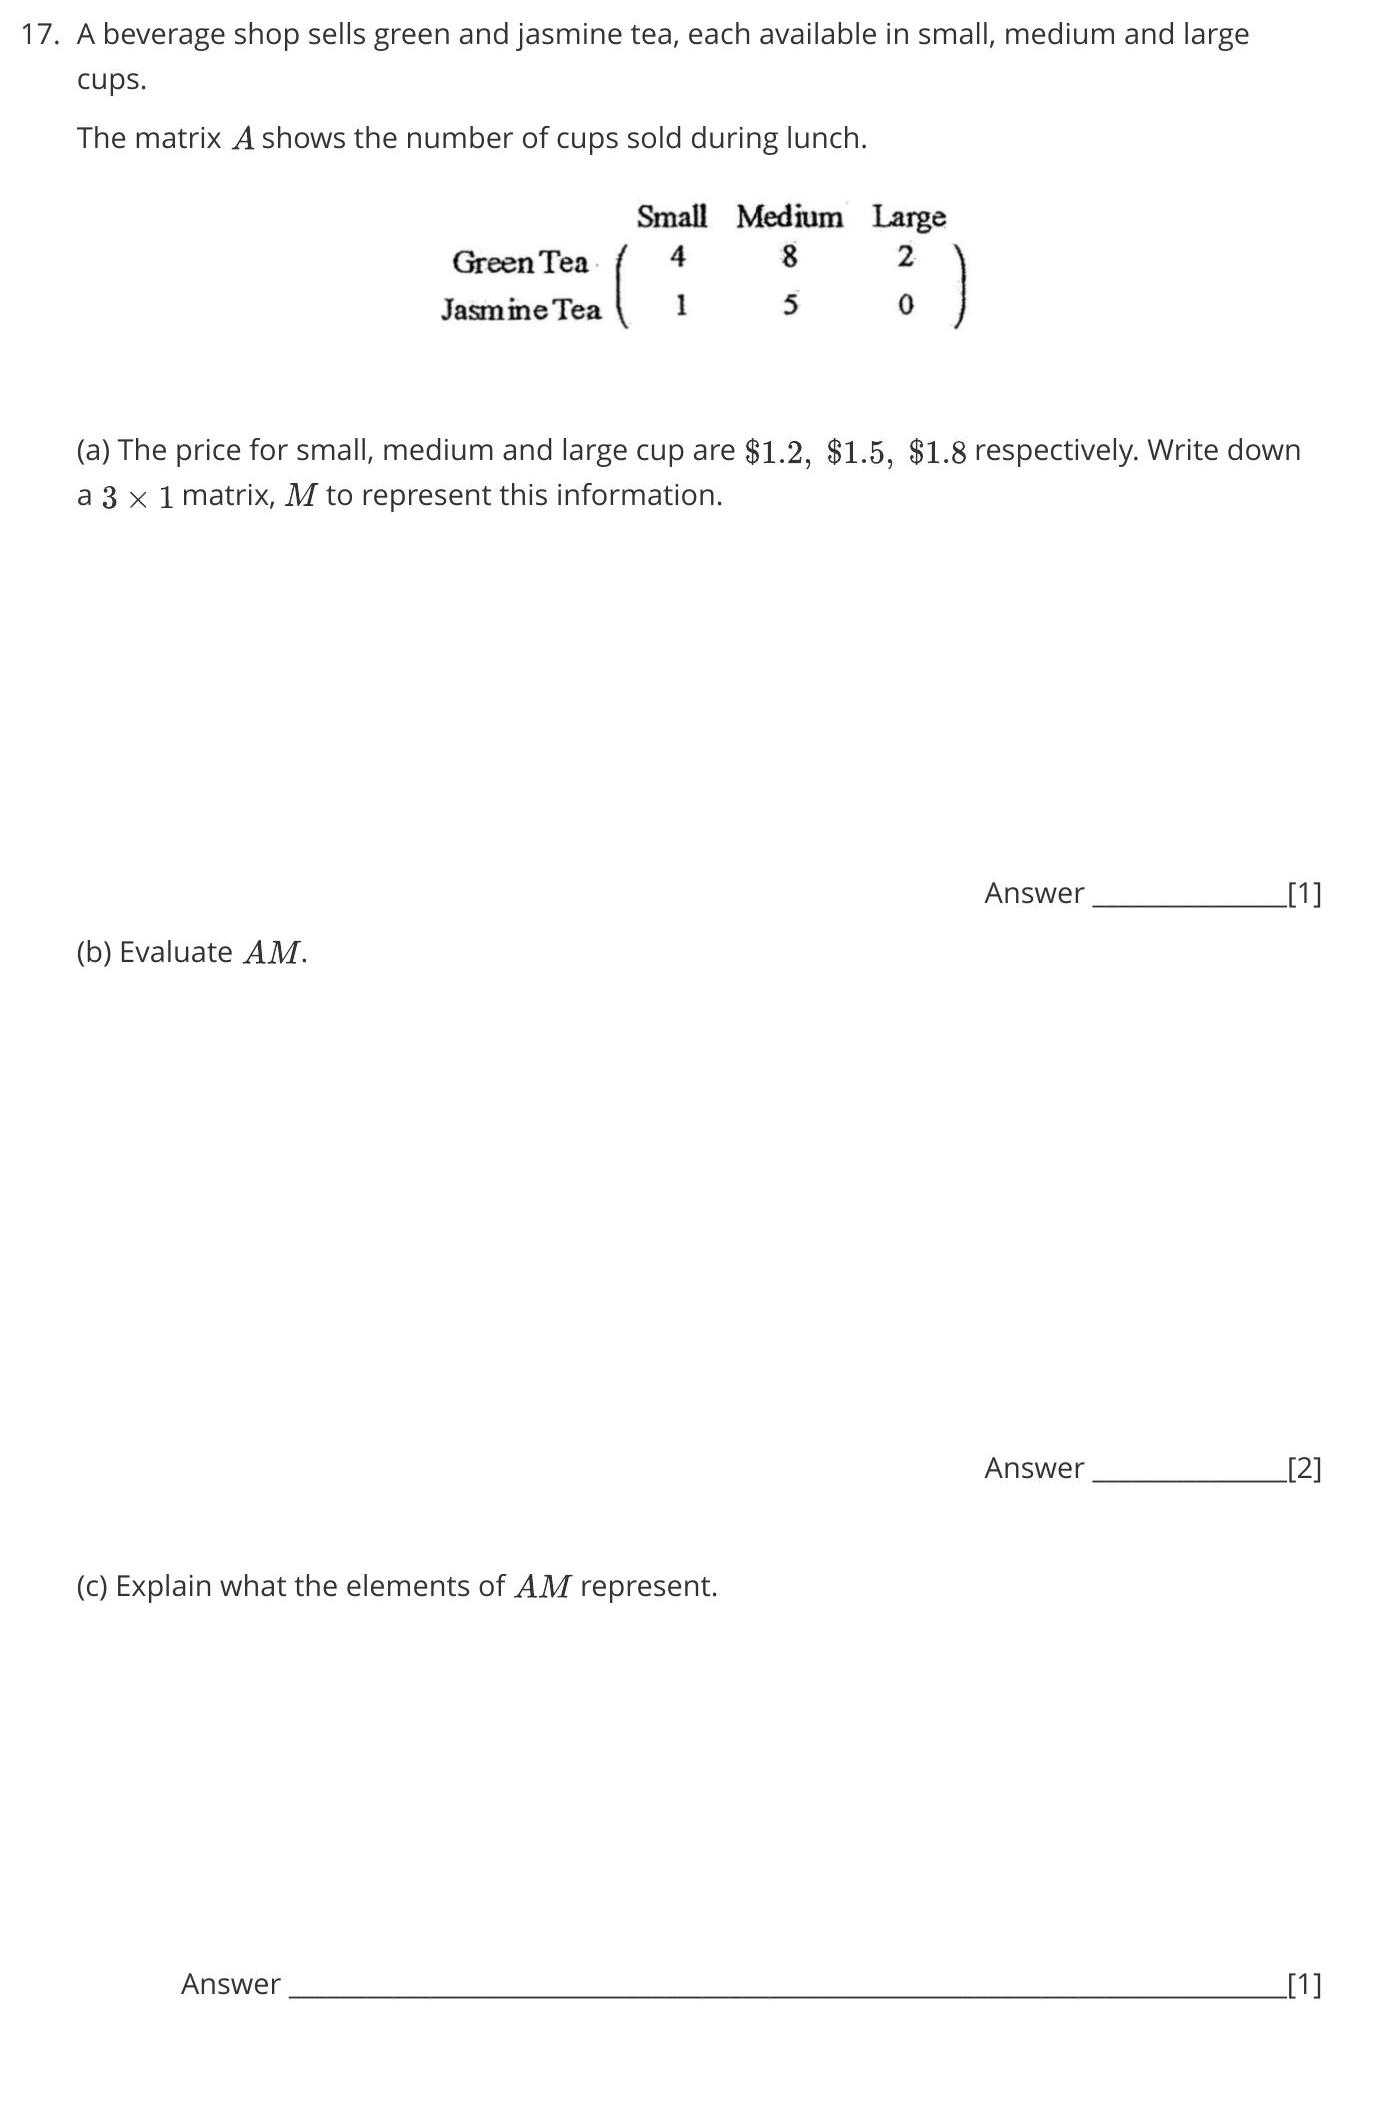 17. A beverage shop sells green and jasmine tea, each available in small, medium and large
cups.
The matrix A shows the number of cups sold during lunch.
Small Medium Large
Green Tea ( 4 8 2 )
Jasmine Tea ( 1 5 0 )
(a) The price for small, medium and large cup are $1.2, $1.5, $1.8 respectively. Write down
a 3 × 1 matrix, M to represent this information.
Answer ____________[1]
(b) Evaluate AM.
Answer ____________[2]
(c) Explain what the elements of AM represent.
Answer ______________________________________________________________[1]